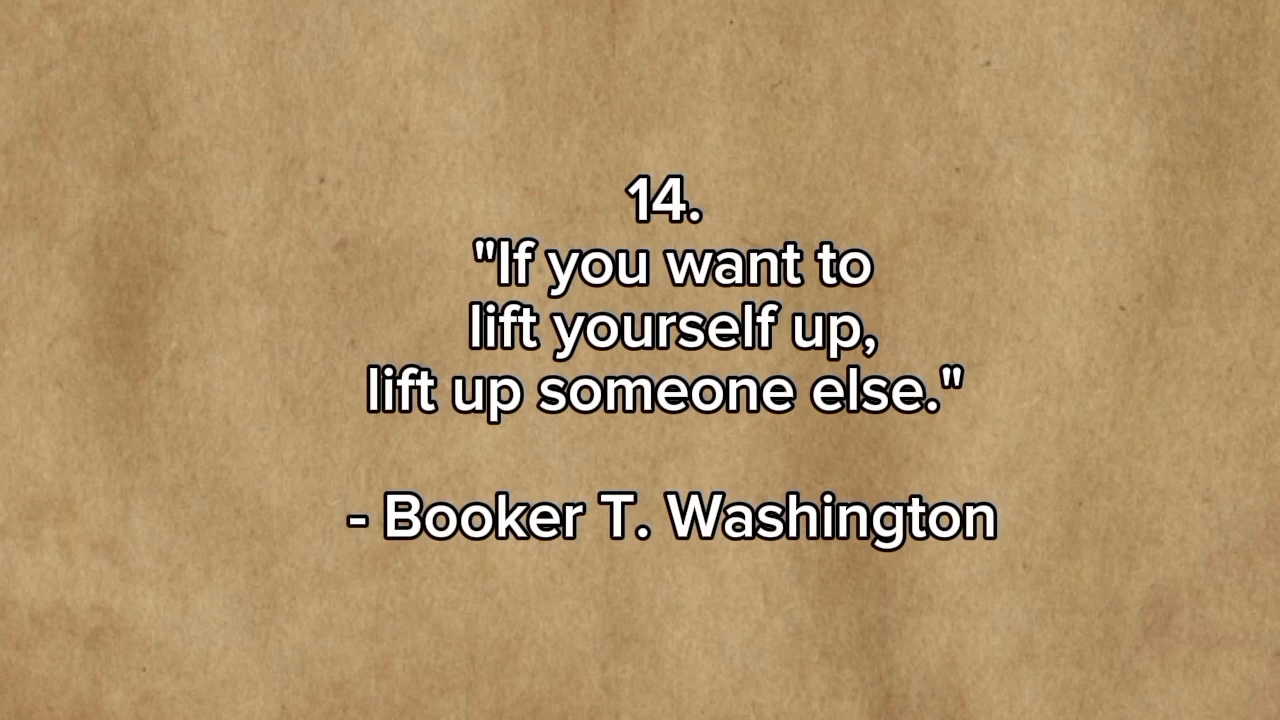 14.
"If you want to
lift yourself up,
lift up someone else."
- Booker T. Washington